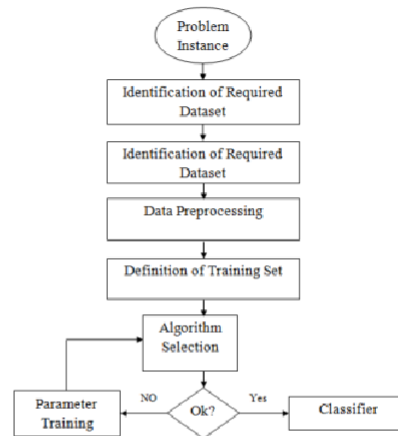 Problem
Instance
Identification of Required
Dataset
Identification of Required
Dataset
Data Preprocessing
Definition of Training Set
Algorithm
Selection
NO
Yes
Parameter
Training
Ok?
Classifier